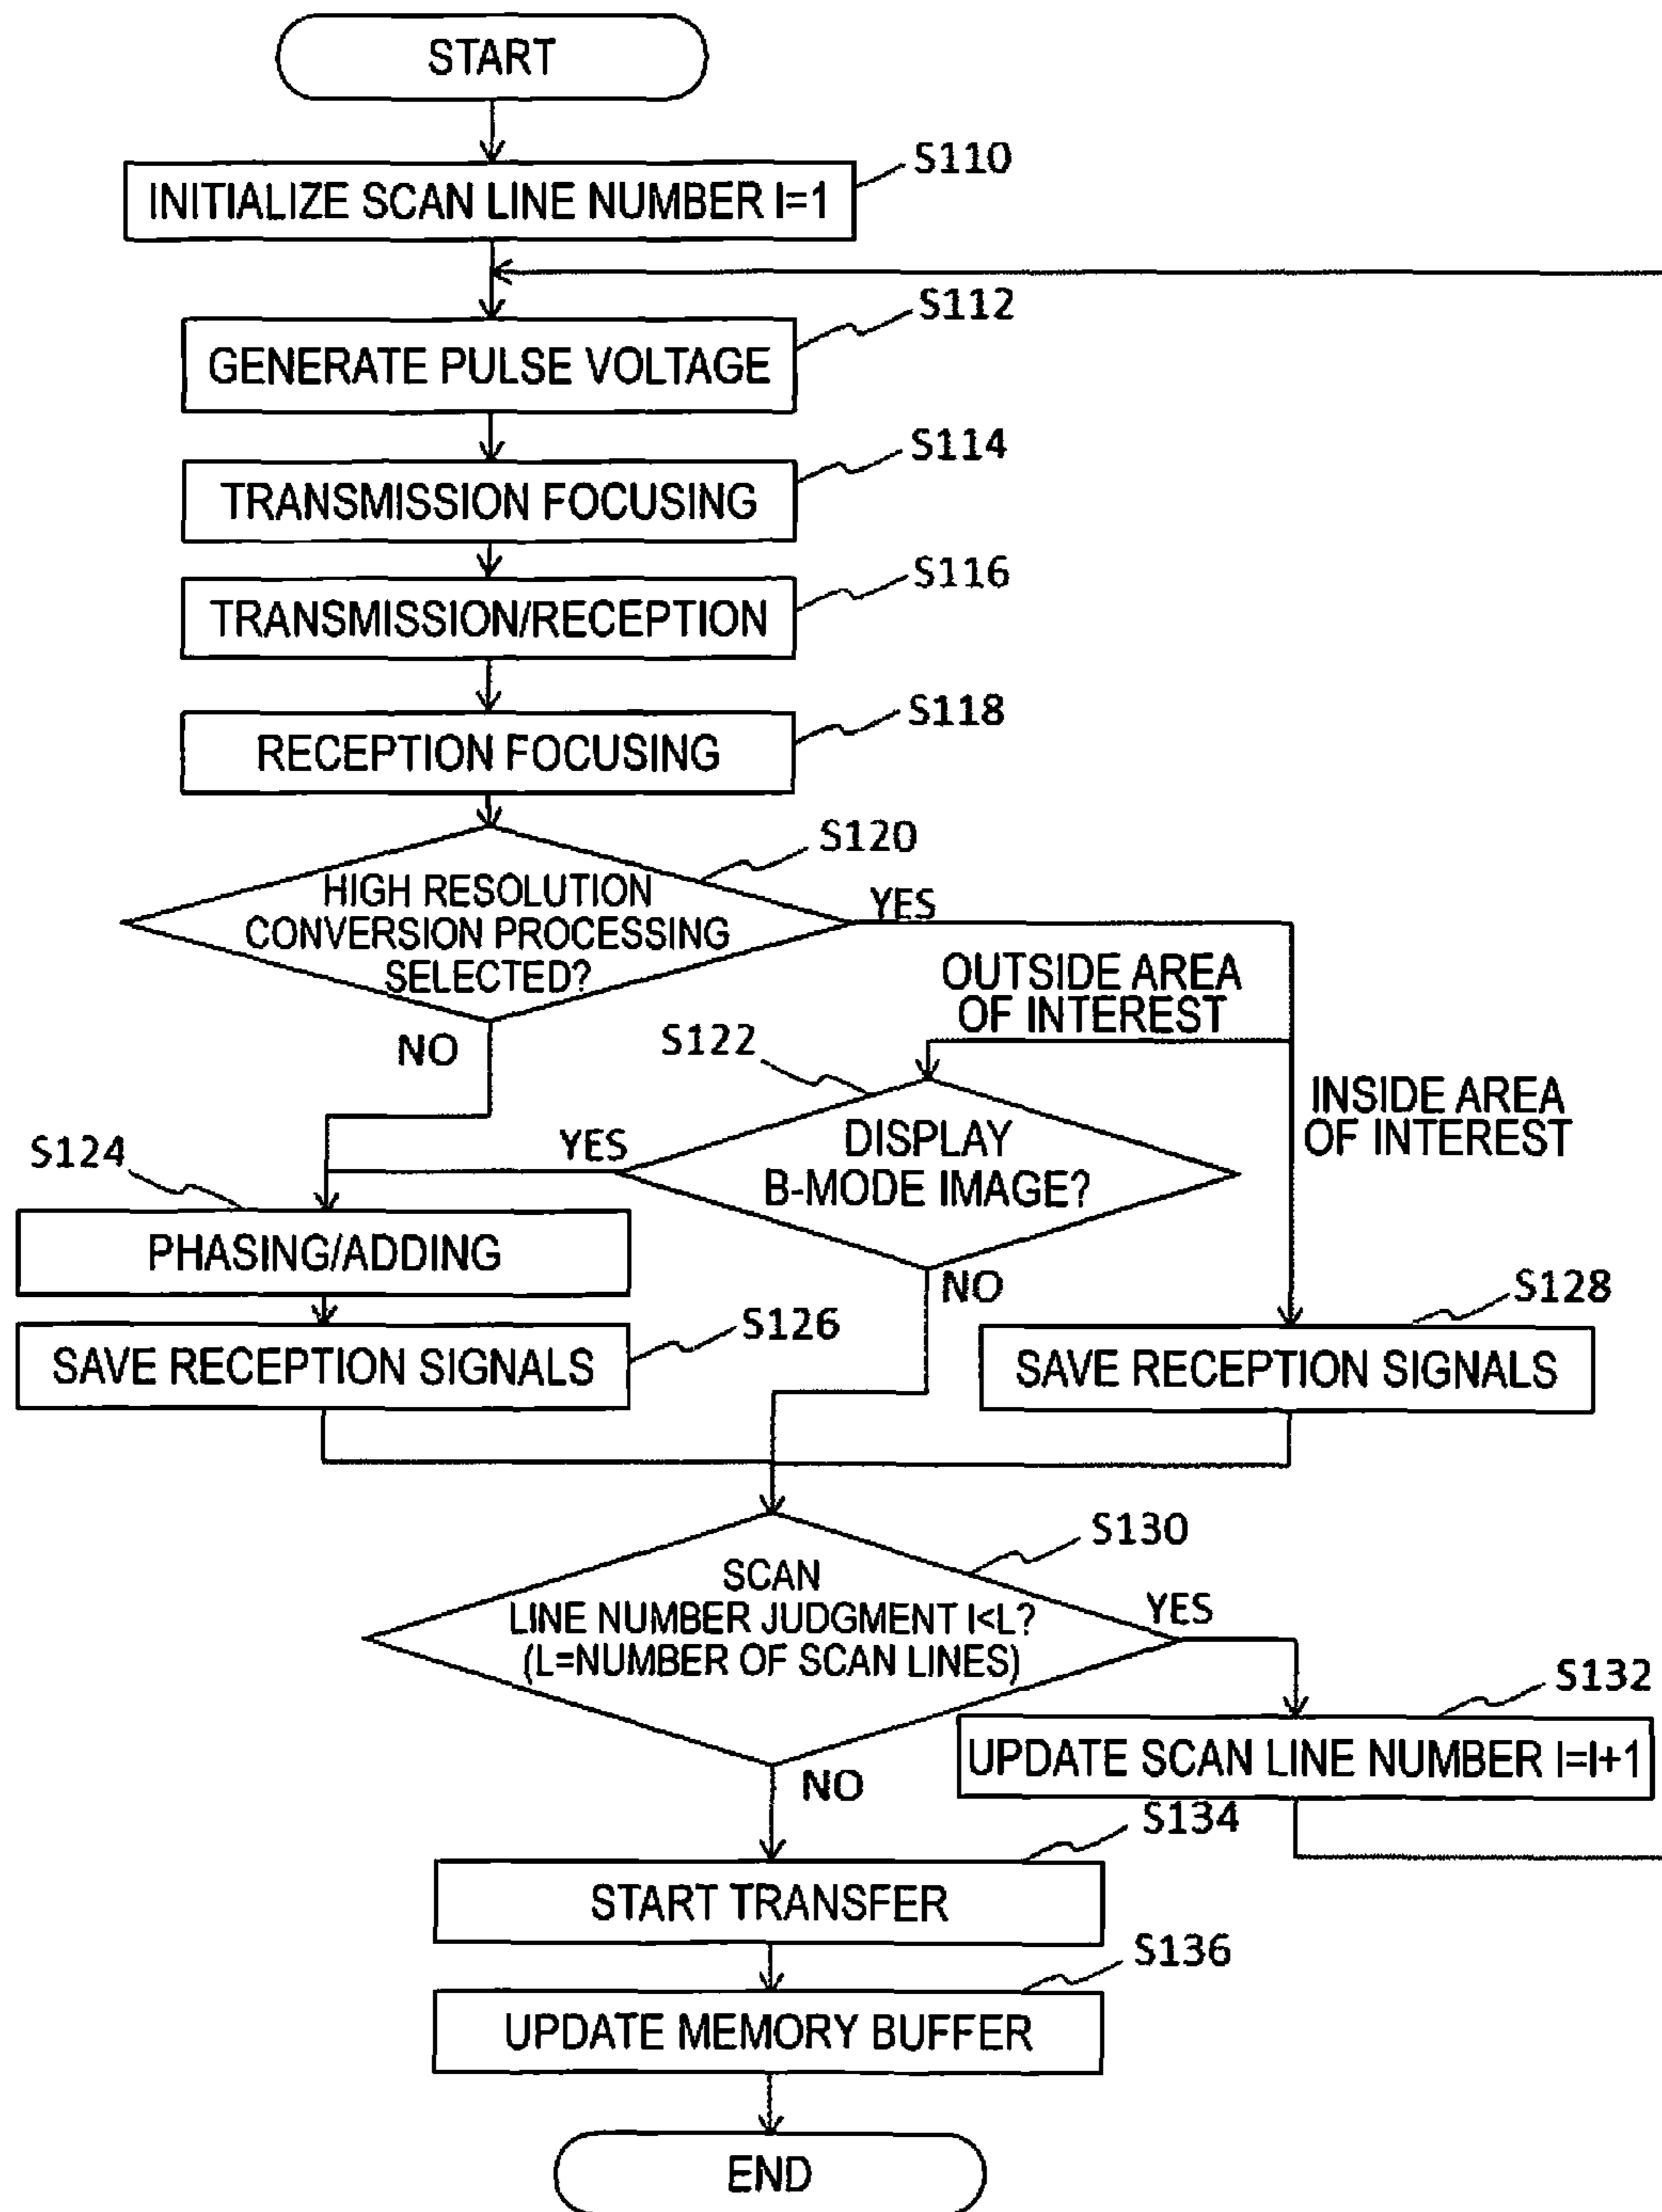 START
S110
INITIALIZE SCAN LINE NUMBER l=1
S112
GENERATE PULSE VOLTAGE
S114
TRANSMISSION FOCUSING
S116
TRANSMISSION/RECEPTION
S118
RECEPTION FOCUSING
S120
HIGH RESOLUTION
CONVERSION PROCESSING
SELECTED?
YES
NO
OUTSIDE AREA
OF INTEREST
S122
INSIDE AREA
OF INTEREST
DISPLAY
B-MODE IMAGE?
YES
NO
S124
PHASING/ADDING
S126
SAVE RECEPTION SIGNALS
S128
SAVE RECEPTION SIGNALS
S130
SCAN
LINE NUMBER JUDGMENT l<L?
(L=NUMBER OF SCAN LINES)
YES
S132
UPDATE SCAN LINE NUMBER l=l+1
NO
S134
START TRANSFER
S136
UPDATE MEMORY BUFFER
END